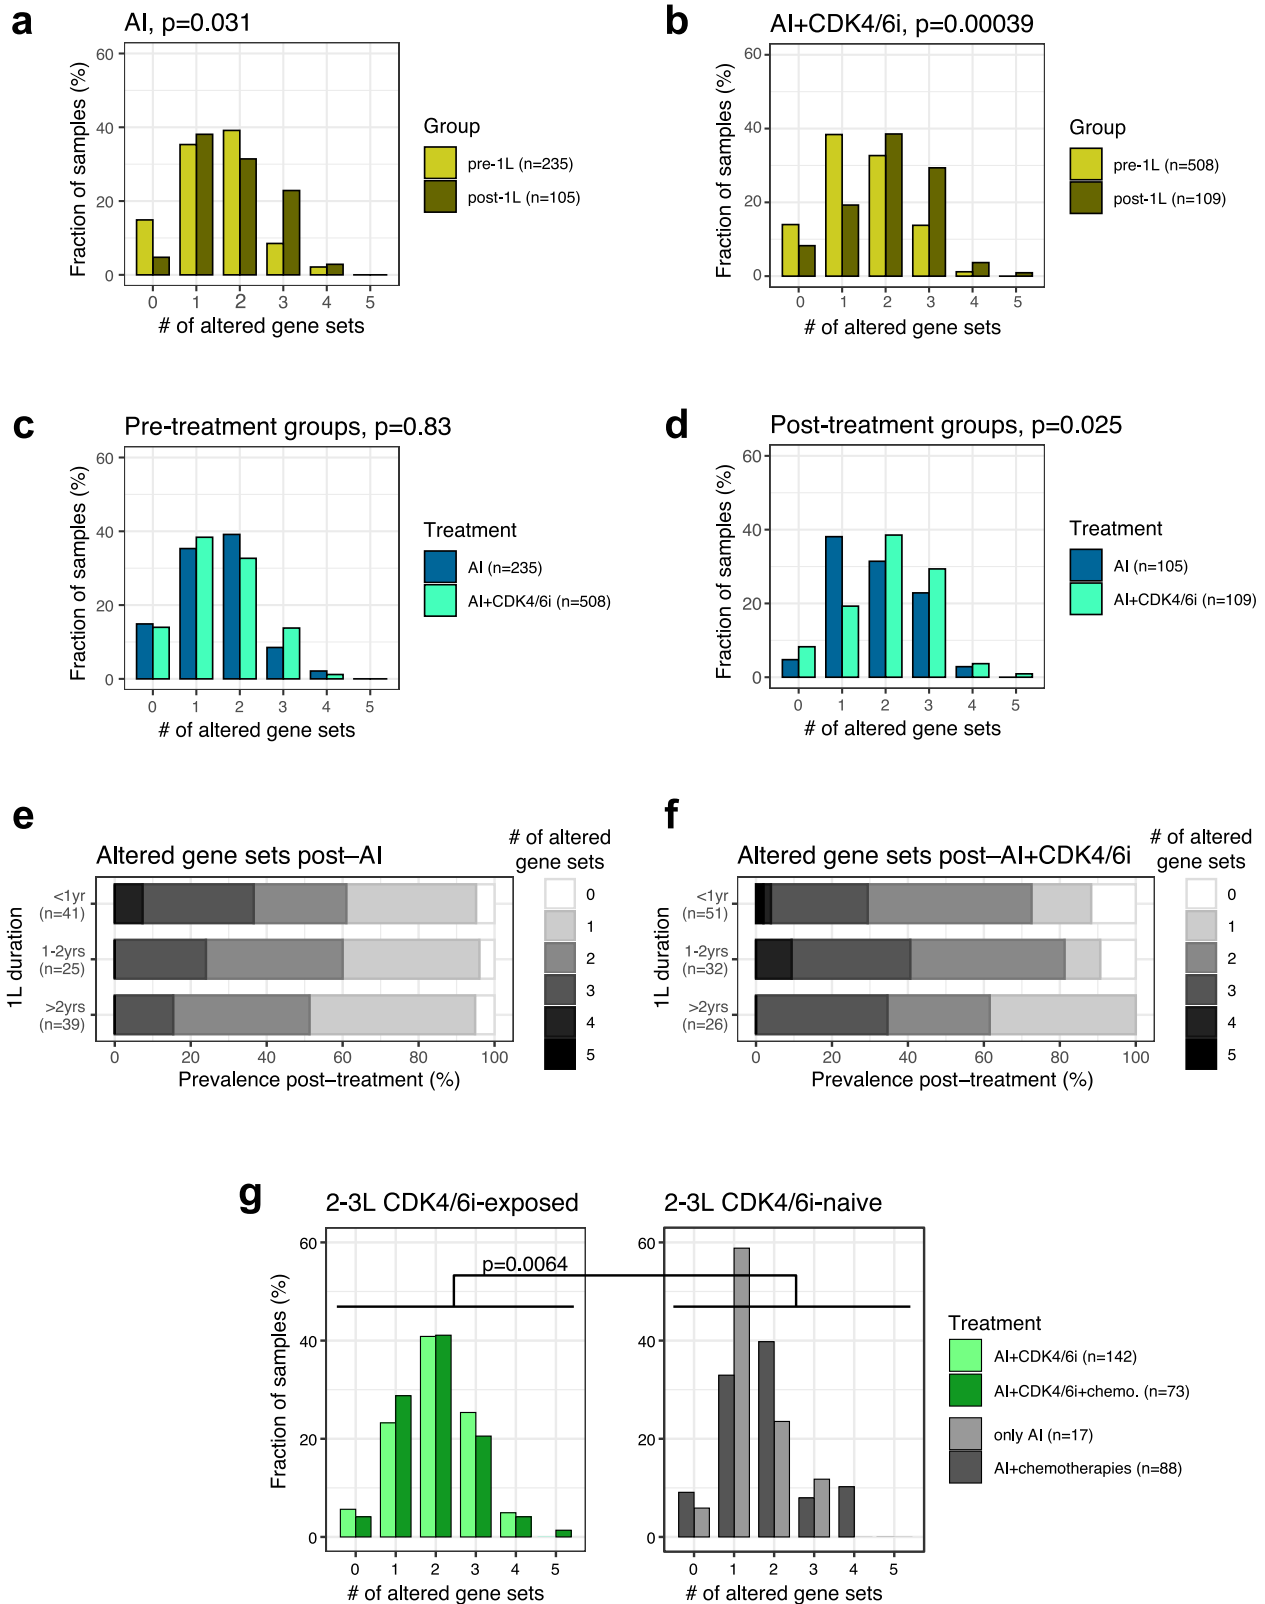 a
AI, p=0.031
Fraction of samples (%)
60
40
20
0
0 1 2 3 4 5
# of altered gene sets
Group
pre-1L (n=235)
post-1L (n=105)
b
AI+CDK4/6i, p=0.00039
Fraction of samples (%)
60
40
20
0
0 1 2 3 4 5
# of altered gene sets
Group
pre-1L (n=508)
post-1L (n=109)
c
Pre-treatment groups, p=0.83
Fraction of samples (%)
60
40
20
0
0 1 2 3 4 5
# of altered gene sets
Treatment
AI (n=235)
AI+CDK4/6i (n=508)
d
Post-treatment groups, p=0.025
Fraction of samples (%)
60
40
20
0
0 1 2 3 4 5
# of altered gene sets
Treatment
AI (n=105)
AI+CDK4/6i (n=109)
e
Altered gene sets post–AI
1L duration
<1yr
(n=41)
1-2yrs
(n=25)
>2yrs
(n=39)
0 20 40 60 80 100
Prevalence post–treatment (%)
# of altered
gene sets
0
1
2
3
4
5
f
Altered gene sets post–AI+CDK4/6i
1L duration
<1yr
(n=51)
1-2yrs
(n=32)
>2yrs
(n=26)
0 20 40 60 80 100
Prevalence post–treatment (%)
# of altered
gene sets
0
1
2
3
4
5
g
2-3L CDK4/6i-exposed
Fraction of samples (%)
60
40
20
0
0 1 2 3 4 5
# of altered gene sets
p=0.0064
2-3L CDK4/6i-naive
60
40
20
0
0 1 2 3 4 5
# of altered gene sets
Treatment
AI+CDK4/6i (n=142)
AI+CDK4/6i+chemo. (n=73)
only AI (n=17)
AI+chemotherapies (n=88)